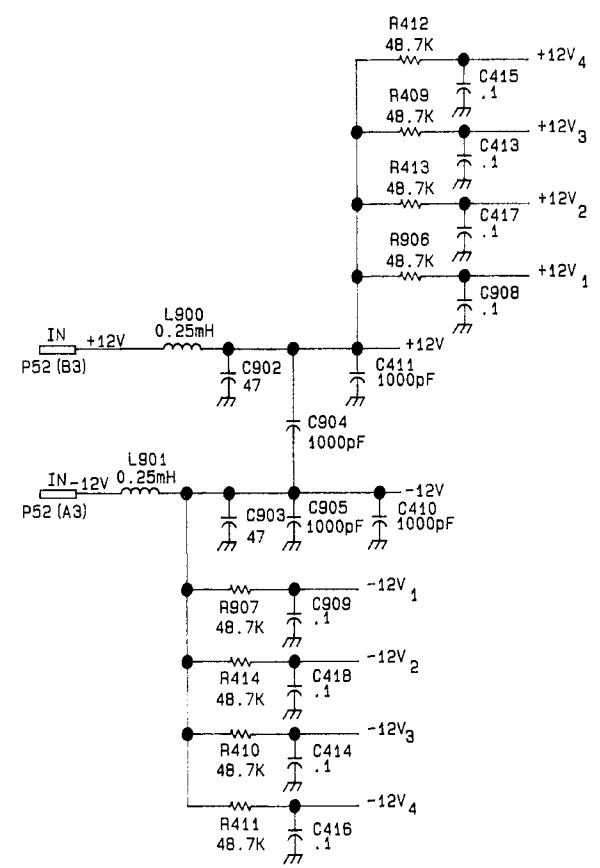 R412
48.7K
+12V4
C415
.1
R409
48.7K
+12V3
C413
.1
R413
48.7K
+12V2
C417
.1
R906
48.7K
+12V1
C908
.1
L900
0.25mH
IN
+12V
+12V
P52 (B3)
C902
47
C411
1000pF
C904
1000pF
L901
0.25mH
IN
-12V
-12V
P52 (A3)
C903
47
C905
1000pF
C410
1000pF
-12V1
R907
48.7K
C909
.1
-12V2
R414
48.7K
C418
.1
-12V3
R410
48.7K
C414
.1
-12V4
R411
48.7K
C416
.1